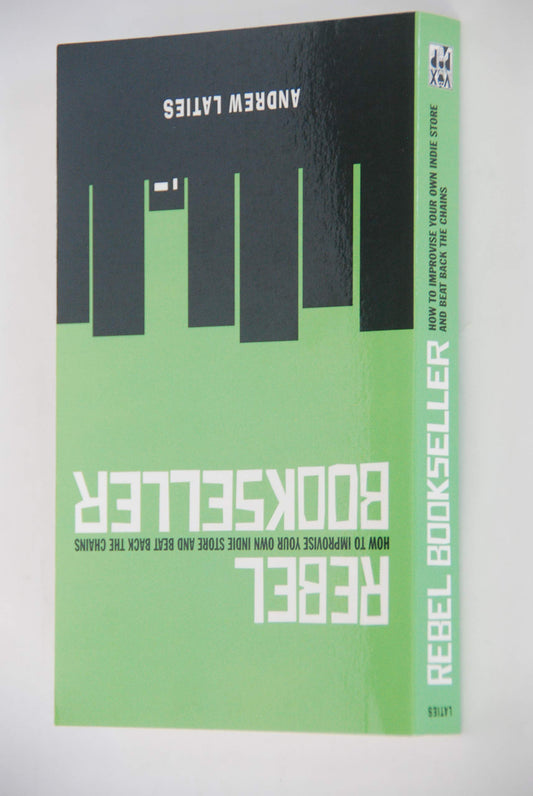 REBEL
HOW TO IMPROVISE YOUR OWN INDIE STORE AND BEAT BACK THE CHAINS
BOOKSELLER
ANDREW LATIES
LATIES
REBEL BOOKSELLER
HOW TO IMPROVISE YOUR OWN INDIE STORE
AND BEAT BACK THE CHAINS
VOX